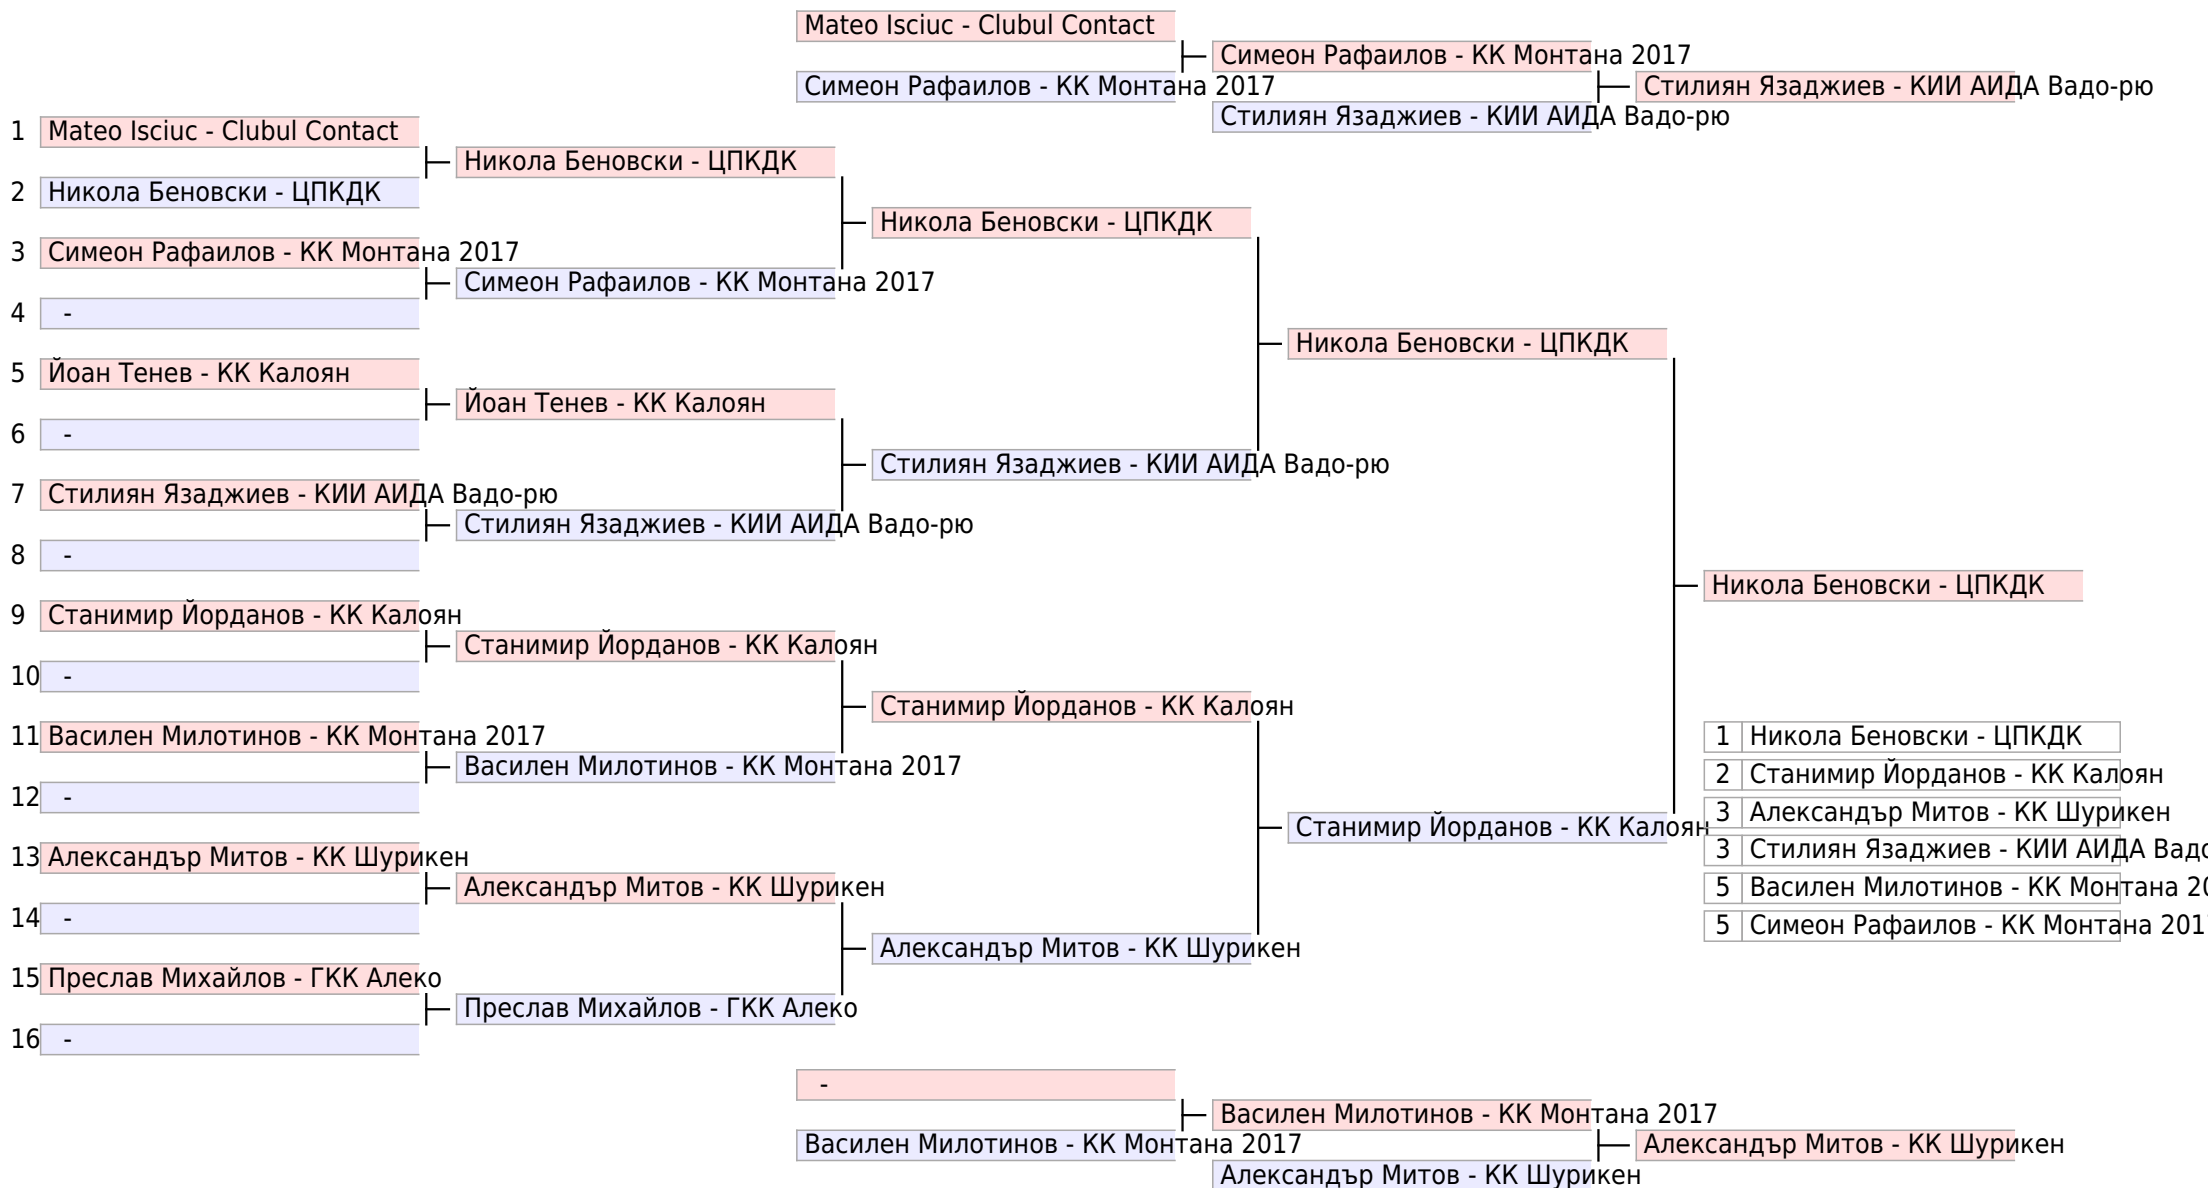 Mateo Isciuc - Clubul Contact
Симеон Рафаилов - КК Монтана 2017
Симеон Рафаилов - КК Монтана 2017
Стилиян Язаджиев - КИИ АИДА Вадо-рю
Стилиян Язаджиев - КИИ АИДА Вадо-рю
1 Mateo Isciuc - Clubul Contact
Никола Беновски - ЦПКДК
2 Никола Беновски - ЦПКДК
Никола Беновски - ЦПКДК
3 Симеон Рафаилов - КК Монтана 2017
Симеон Рафаилов - КК Монтана 2017
4 -
Никола Беновски - ЦПКДК
5 Йоан Тенев - КК Калоян
Йоан Тенев - КК Калоян
6 -
Стилиян Язаджиев - КИИ АИДА Вадо-рю
7 Стилиян Язаджиев - КИИ АИДА Вадо-рю
Стилиян Язаджиев - КИИ АИДА Вадо-рю
8 -
Никола Беновски - ЦПКДК
9 Станимир Йорданов - КК Калоян
Станимир Йорданов - КК Калоян
10 -
Станимир Йорданов - КК Калоян
11 Василен Милотинов - КК Монтана 2017
Василен Милотинов - КК Монтана 2017
12 -
Станимир Йорданов - КК Калоян
13 Александър Митов - КК Шурикен
Александър Митов - КК Шурикен
14 -
Александър Митов - КК Шурикен
15 Преслав Михайлов - ГКК Алеко
Преслав Михайлов - ГКК Алеко
16 -
1 Никола Беновски - ЦПКДК
2 Станимир Йорданов - КК Калоян
3 Александър Митов - КК Шурикен
3 Стилиян Язаджиев - КИИ АИДА Вадо
5 Василен Милотинов - КК Монтана 20
5 Симеон Рафаилов - КК Монтана 201
-
Василен Милотинов - КК Монтана 2017
Василен Милотинов - КК Монтана 2017
Александър Митов - КК Шурикен
Александър Митов - КК Шурикен